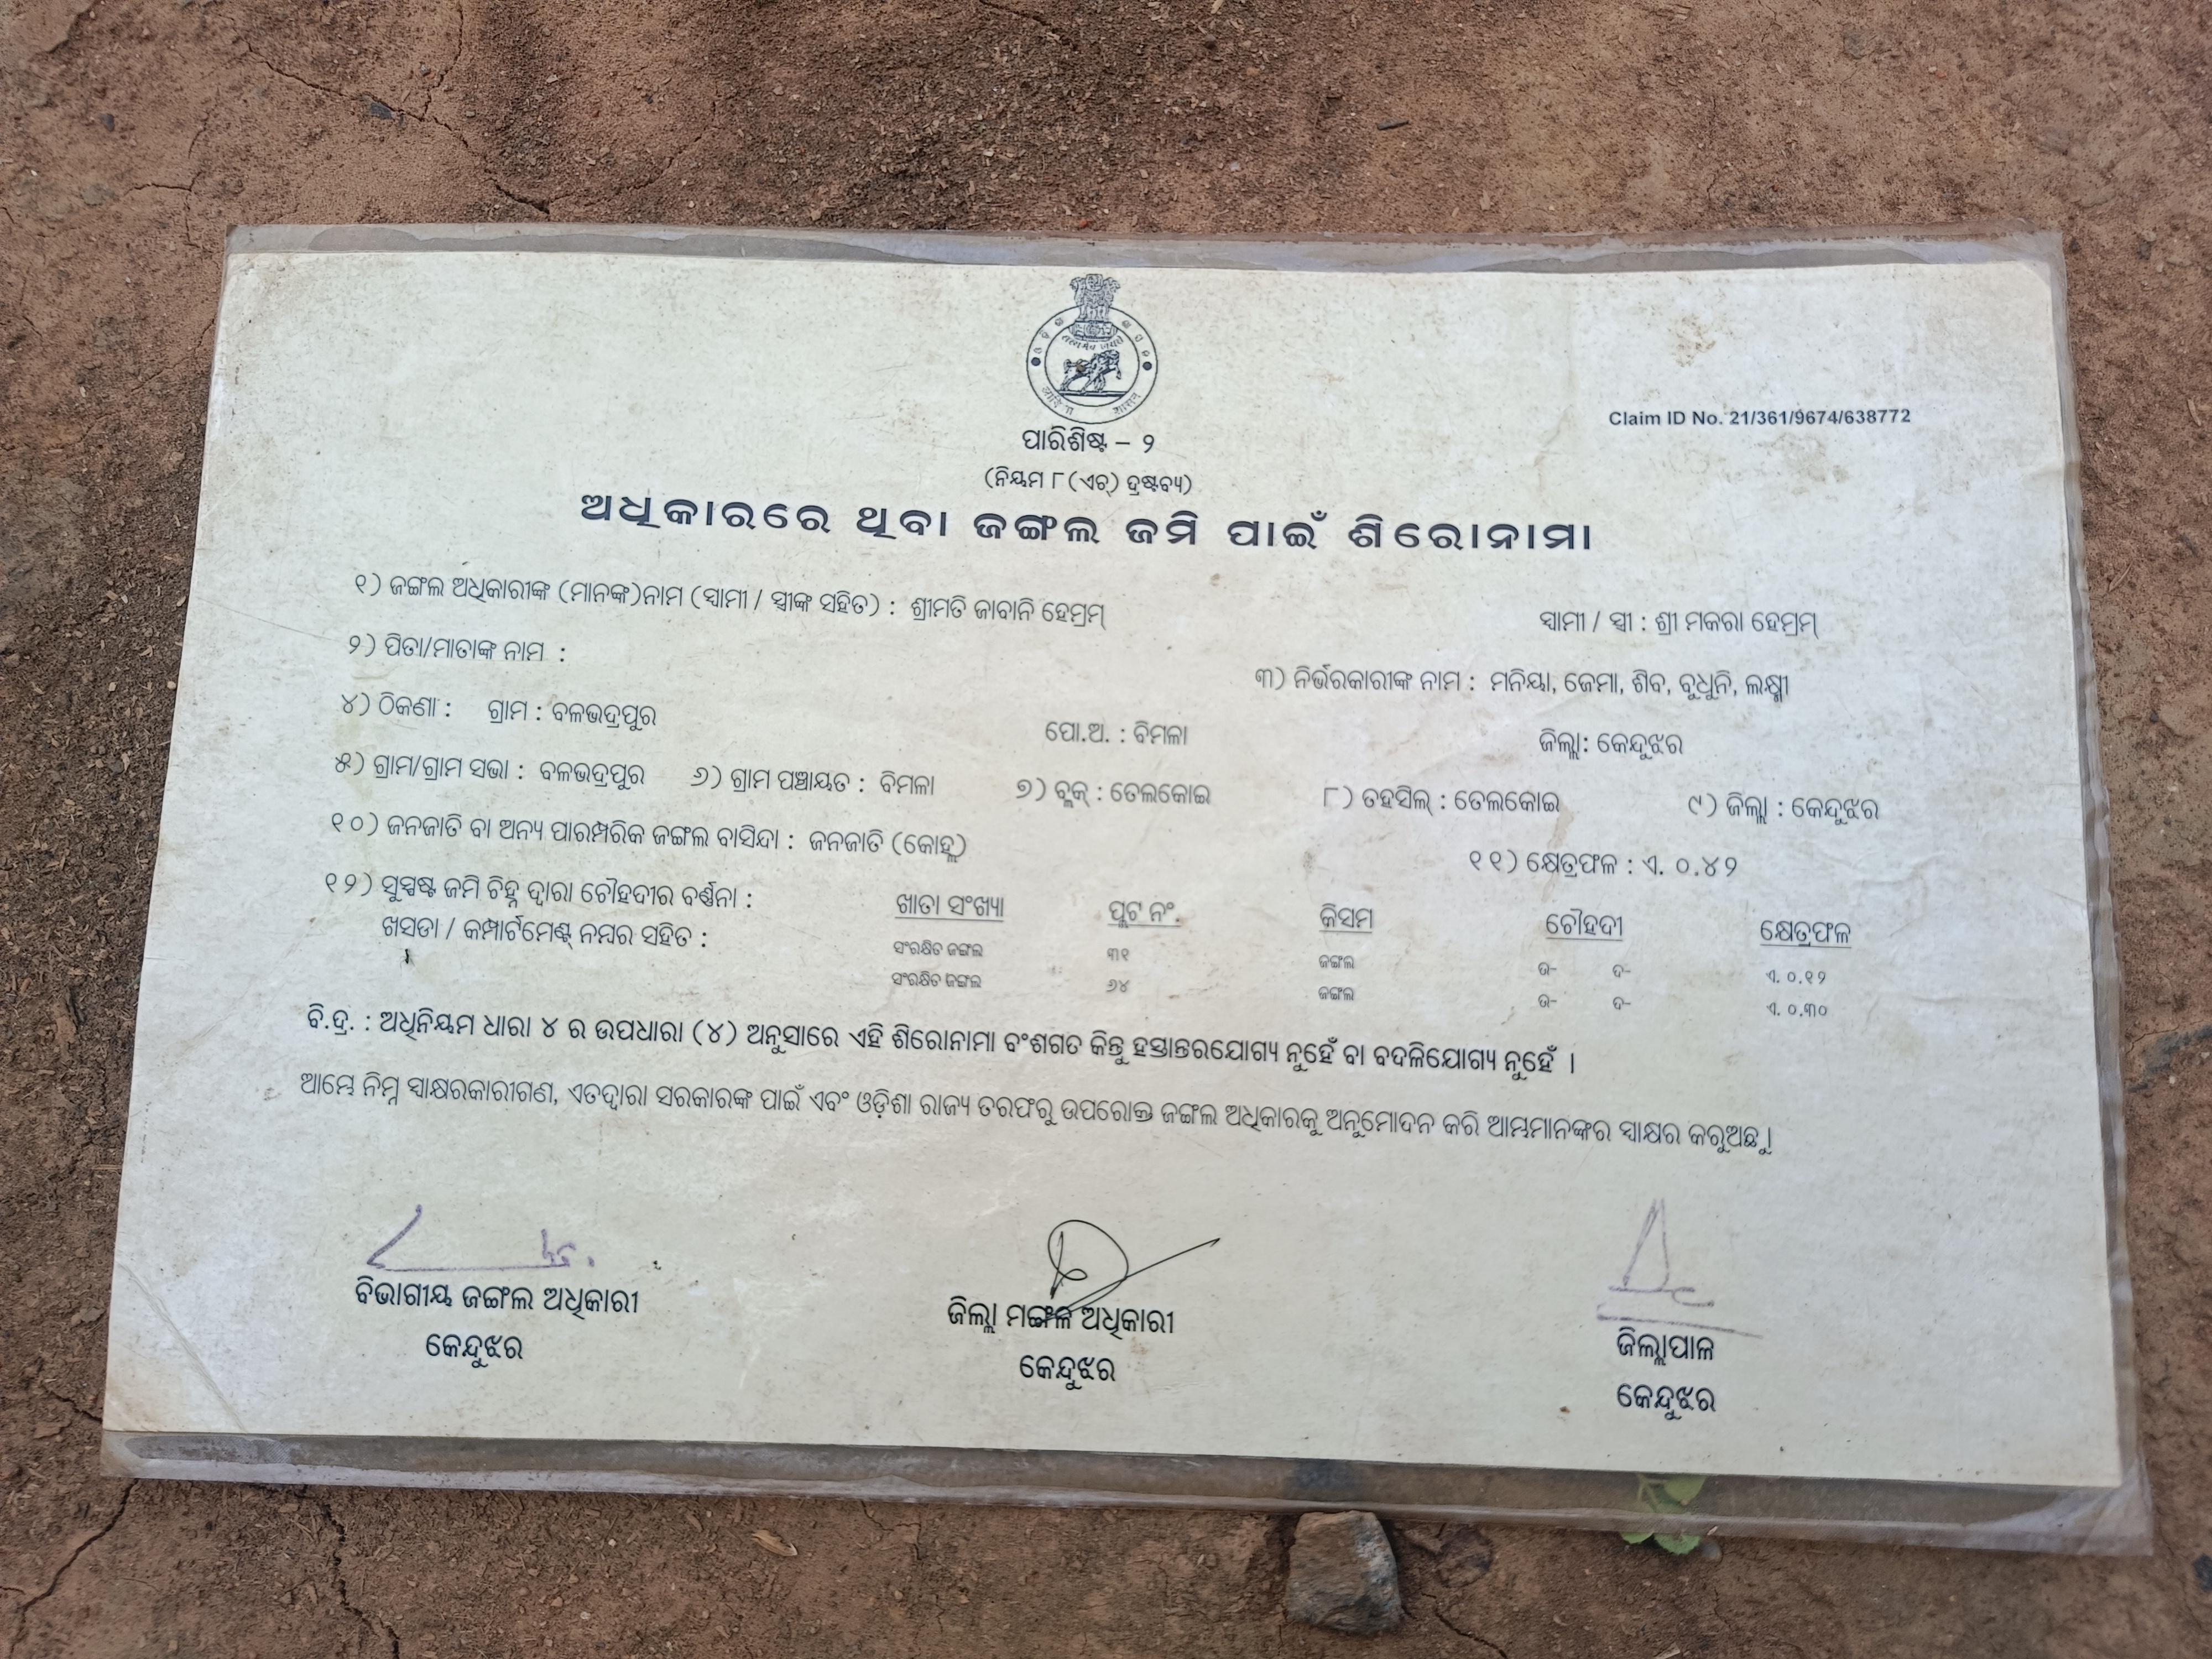 Claim ID No. 21/361/9674/638772
ପାରିଶିଷ୍ଟ – ୨
(ନିୟମ ୮(ଏଚ୍) ଦ୍ରଷ୍ଟବ୍ୟ)
ଅଧିକାରରେ ଥିବା ଜଙ୍ଗଲ ଜମି ପାଇଁ ଶିରୋନାମା
୧) ଜଙ୍ଗଲ ଅଧିକାରୀଙ୍କ (ମାନଙ୍କ)ନାମ (ସ୍ୱାମୀ / ସ୍ତ୍ରୀଙ୍କ ସହିତ) : ଶ୍ରୀମତି ଜାବାନି ହେମ୍ରମ୍ ସ୍ୱାମୀ / ସ୍ତ୍ରୀ : ଶ୍ରୀ ମକରା ହେମ୍ରମ୍
୨) ପିତା/ମାତାଙ୍କ ନାମ : ୩) ନିର୍ଭରକାରୀଙ୍କ ନାମ : ମନିୟା, ଜେମା, ଶିବ, ବୁଧୁନି, ଲକ୍ଷ୍ମୀ
୪) ଠିକଣା : ଗ୍ରାମ : ବଳଭଦ୍ରପୁର ପୋ.ଅ. : ବିମଳା ଜିଲ୍ଲା: କେନ୍ଦୁଝର
୫) ଗ୍ରାମ/ଗ୍ରାମ ସଭା : ବଳଭଦ୍ରପୁର ୬) ଗ୍ରାମ ପଞ୍ଚାୟତ : ବିମଳା ୭) ବ୍ଲକ୍ : ତେଲକୋଇ ୮) ତହସିଲ୍ : ତେଲକୋଇ ୯) ଜିଲ୍ଲା : କେନ୍ଦୁଝର
୧୦) ଜନଜାତି ବା ଅନ୍ୟ ପାରମ୍ପରିକ ଜଙ୍ଗଲ ବାସିନ୍ଦା : ଜନଜାତି (କୋହ୍ଲ) ୧୧) କ୍ଷେତ୍ରଫଳ : ଏ. ୦.୪୨
୧୨) ସୁସ୍ପଷ୍ଟ ଜମି ଚିହ୍ନ ଦ୍ୱାରା ଚୌହଦୀର ବର୍ଣ୍ଣନା : ଖାତା ସଂଖ୍ୟା ପ୍ଲଟ ନଂ. କିସମ ଚୌହଦୀ କ୍ଷେତ୍ରଫଳ
ଖସଡା / କମ୍ପାର୍ଟମେଣ୍ଟ୍ ନମ୍ବର ସହିତ : ସଂରକ୍ଷିତ ଜଙ୍ଗଲ ୩୧ ଜଙ୍ଗଲ ଉ- ଦ- ଏ. ୦.୧୨
ସଂରକ୍ଷିତ ଜଙ୍ଗଲ ୬୪ ଜଙ୍ଗଲ ଉ- ଦ- ଏ. ୦.୩୦
ବି.ଦ୍ର. : ଅଧିନିୟମ ଧାରା ୪ ର ଉପଧାରା (୪) ଅନୁସାରେ ଏହି ଶିରୋନାମା ବଂଶଗତ କିନ୍ତୁ ହସ୍ତାନ୍ତରଯୋଗ୍ୟ ନୁହେଁ ବା ବଦଳିଯୋଗ୍ୟ ନୁହେଁ ।
ଆମ୍ଭେ ନିମ୍ନ ସ୍ୱାକ୍ଷରକାରୀଗଣ, ଏତଦ୍ୱାରା ସରକାରଙ୍କ ପାଇଁ ଏବଂ ଓଡ଼ିଶା ରାଜ୍ୟ ତରଫରୁ ଉପରୋକ୍ତ ଜଙ୍ଗଲ ଅଧିକାରକୁ ଅନୁମୋଦନ କରି ଆମ୍ଭମାନଙ୍କର ସ୍ୱାକ୍ଷର କରୁଅଛୁ।
ବିଭାଗୀୟ ଜଙ୍ଗଲ ଅଧିକାରୀ ଜିଲ୍ଲା ମଙ୍ଗଳ ଅଧିକାରୀ ଜିଲ୍ଲାପାଳ
କେନ୍ଦୁଝର କେନ୍ଦୁଝର କେନ୍ଦୁଝର